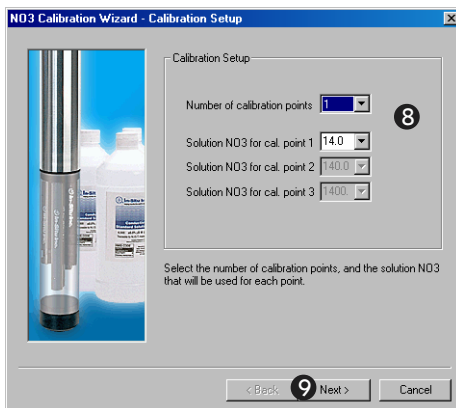 NO3 Calibration Wizard - Calibration Setup
Calibration Setup
Number of calibration points 1
8
Solution NO3 for cal. point 1 14.0
Solution NO3 for cal. point 2 140.0
Solution NO3 for cal. point 3 1400.
Select the number of calibration points, and the solution NO3
that will be used for each point.
< Back 9 Next > Cancel
In-Situ Inc.